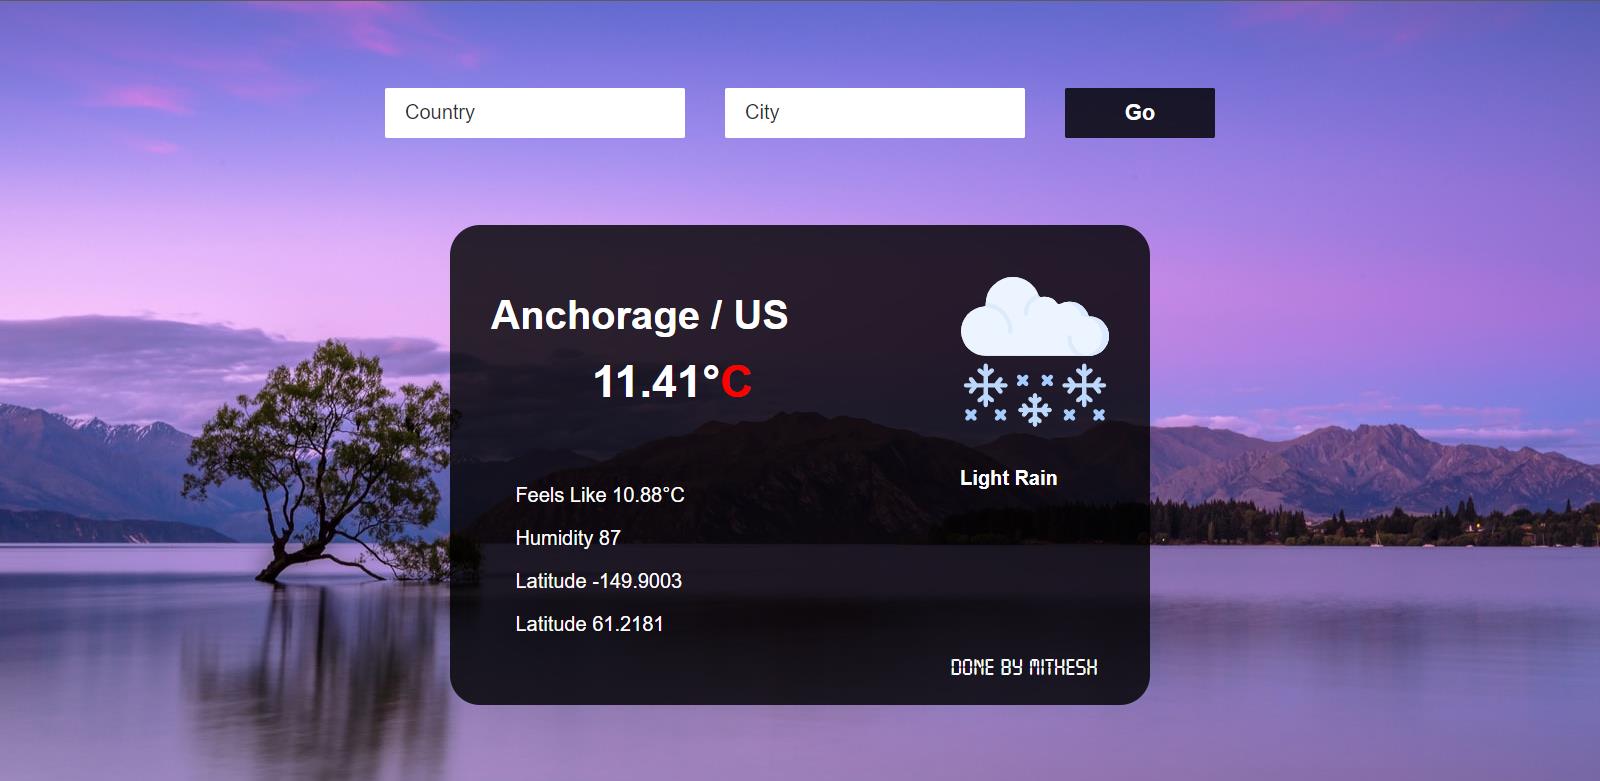 Country
City
Go
Anchorage / US
11.41°C
Light Rain
Feels Like 10.88°C
Humidity 87
Latitude -149.9003
Latitude 61.2181
DONE BY MITHESH